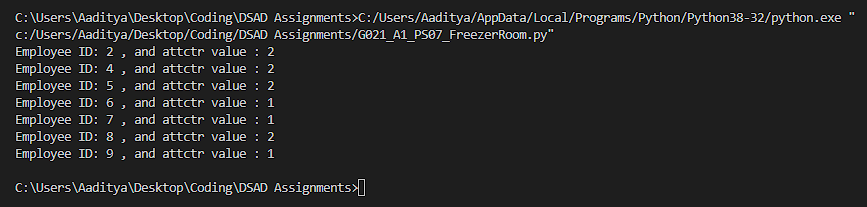 C:\Users\Aaditya\Desktop\Coding\DSAD Assignments>C:/Users/Aaditya/AppData/Local/Programs/Python/Python38-32/python.exe "
c:/Users/Aaditya/Desktop/Coding/DSAD Assignments/G021_A1_PS07_FreezerRoom.py"
Employee ID: 2 , and attctr value : 2
Employee ID: 4 , and attctr value : 2
Employee ID: 5 , and attctr value : 2
Employee ID: 6 , and attctr value : 1
Employee ID: 7 , and attctr value : 1
Employee ID: 8 , and attctr value : 2
Employee ID: 9 , and attctr value : 1
C:\Users\Aaditya\Desktop\Coding\DSAD Assignments>